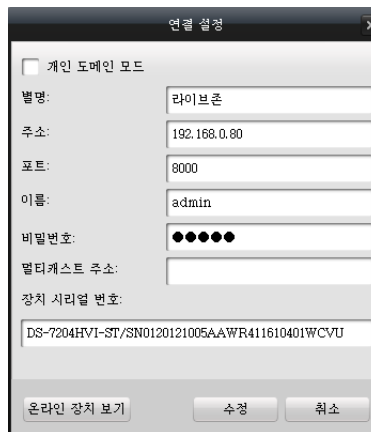 연결 설정
개인 도메인 모드
별명: 라이브존
주소: 192.168.0.80
포트: 8000
이름: admin
비밀번호: ●●●●●
멀티캐스트 주소:
장치 시리얼 번호:
DS-7204HVI-ST/SN0120121005AAWR411610401WCVU
온라인 장치 보기 수정 취소